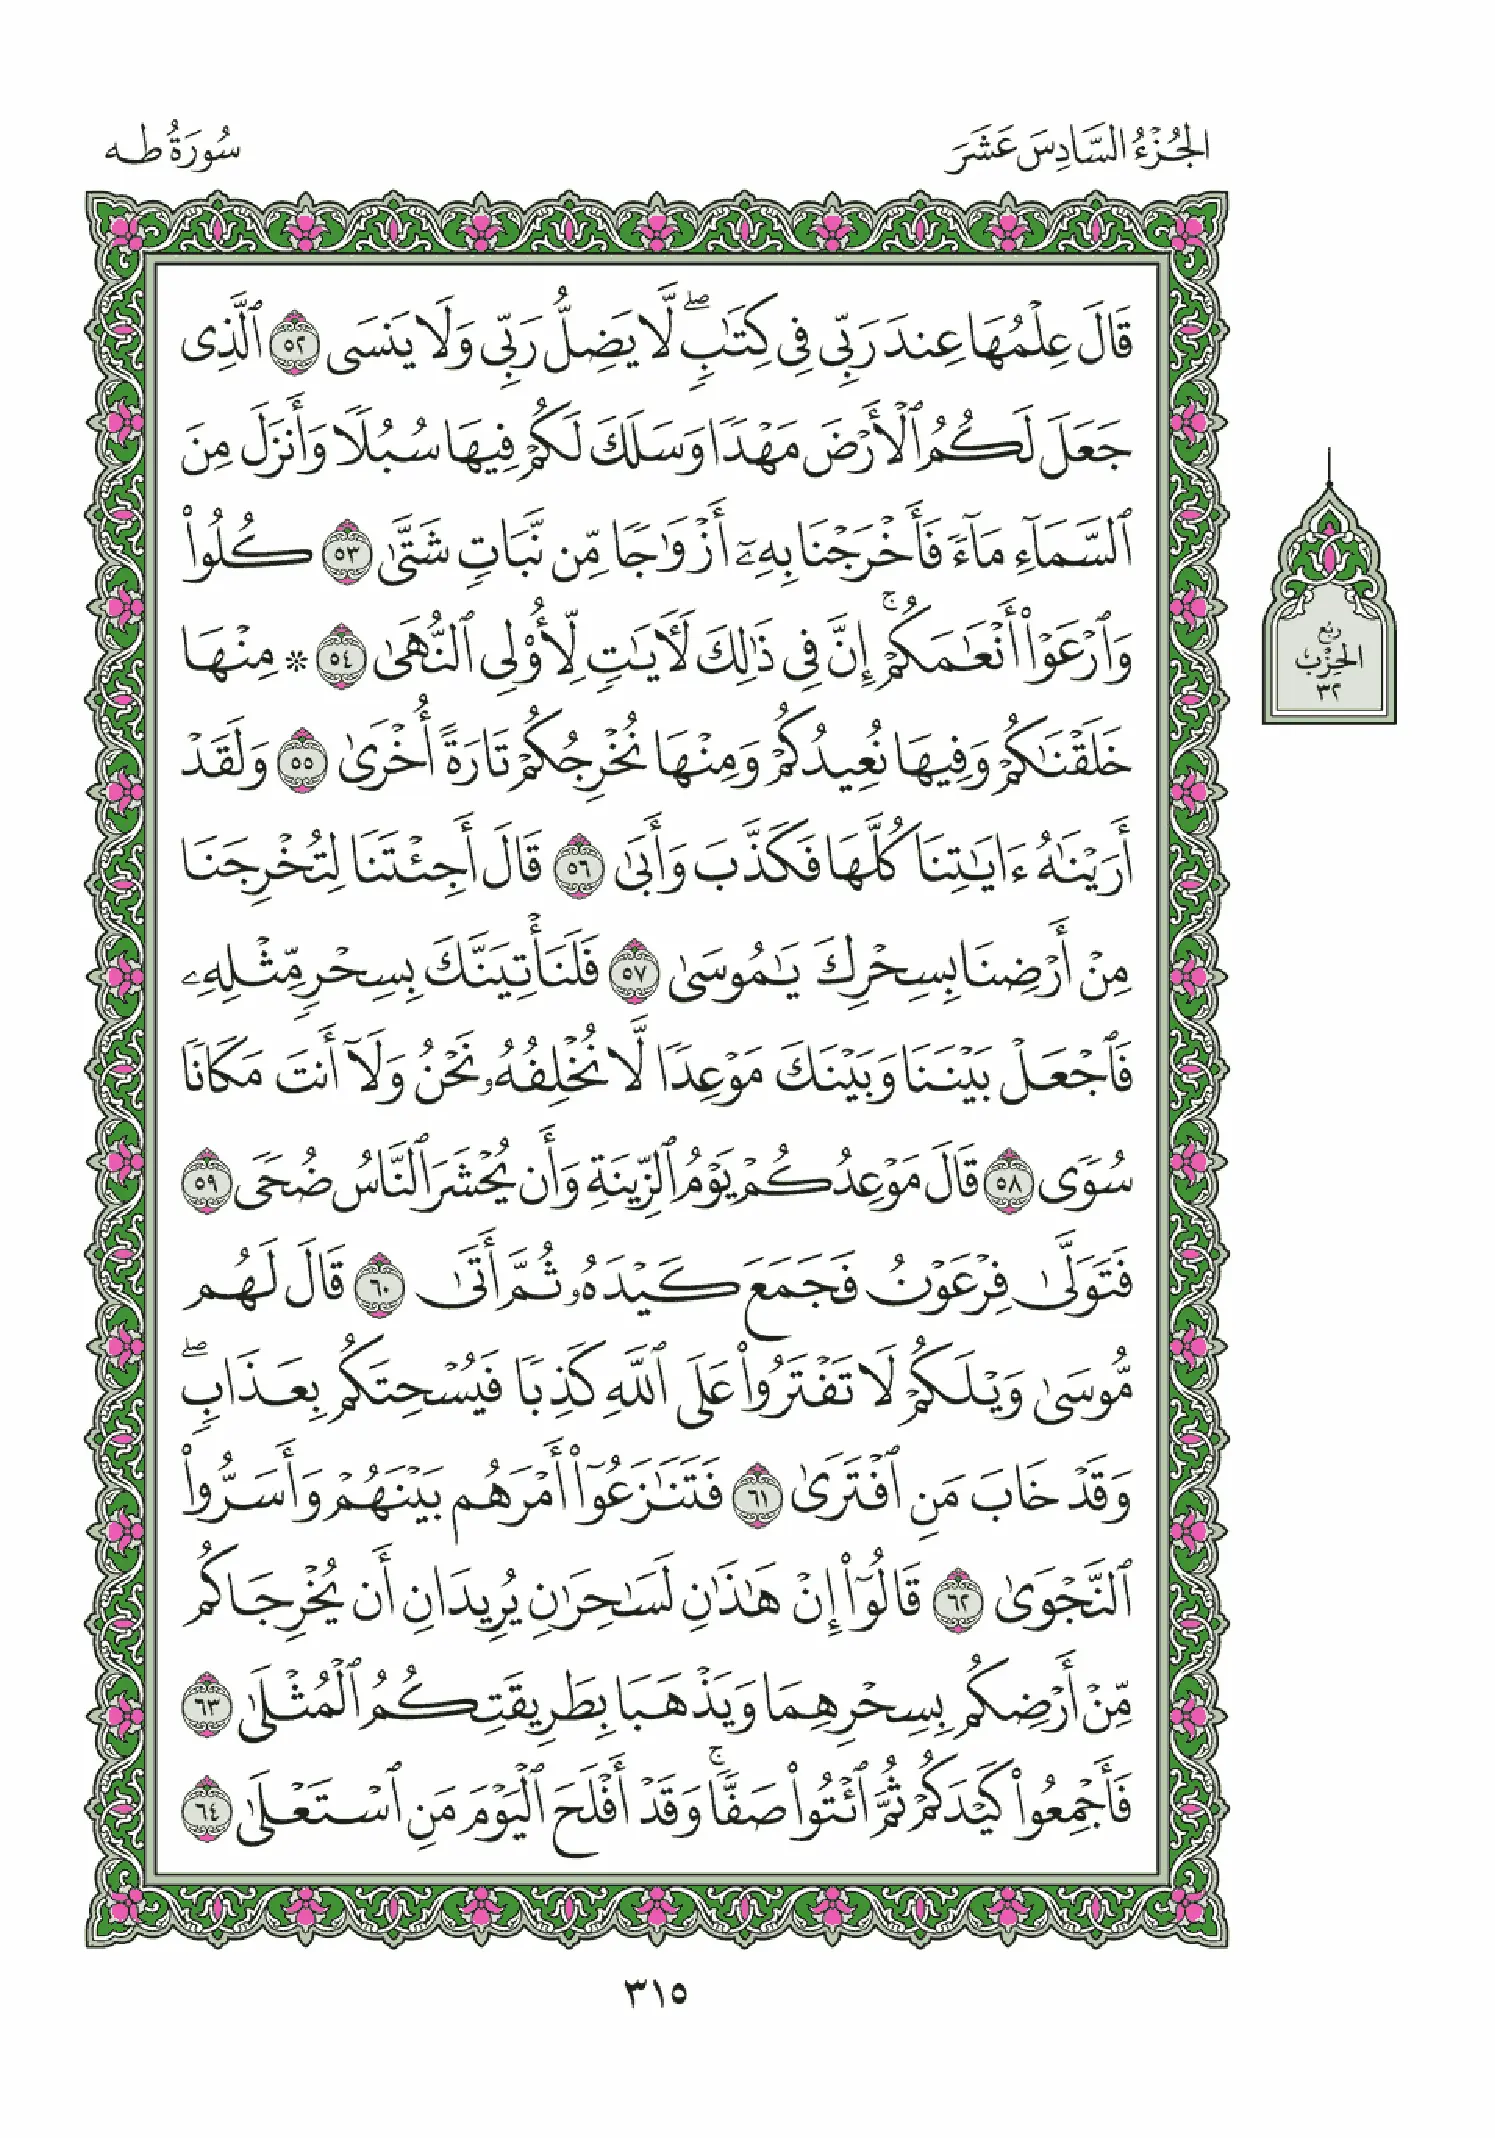 الجُزْءُ السَّادِسَ عَشَرَ
سُورَةُ طه
قَالَ عِلْمُهَا عِندَ رَبِّى فِى كِتَٰبٍۖ لَّا يَضِلُّ رَبِّى وَلَا يَنسَى ٥٢ ٱلَّذِى
جَعَلَ لَكُمُ ٱلْأَرْضَ مَهْدًا وَسَلَكَ لَكُمْ فِيهَا سُبُلًا وَأَنزَلَ مِنَ
ٱلسَّمَآءِ مَآءً فَأَخْرَجْنَا بِهِۦٓ أَزْوَٰجًا مِّن نَّبَاتٍ شَتَّىٰ ٥٣ كُلُوا۟
وَٱرْعَوْا۟ أَنْعَٰمَكُمْۚ إِنَّ فِى ذَٰلِكَ لَءَايَٰتٍ لِّأُو۟لِى ٱلنُّهَىٰ ٥٤ * مِنْهَا
خَلَقْنَٰكُمْ وَفِيهَا نُعِيدُكُمْ وَمِنْهَا نُخْرِجُكُمْ تَارَةً أُخْرَىٰ ٥٥ وَلَقَدْ
أَرَيْنَٰهُ ءَايَٰتِنَا كُلَّهَا فَكَذَّبَ وَأَبَىٰ ٥٦ قَالَ أَجِئْتَنَا لِتُخْرِجَنَا
مِنْ أَرْضِنَا بِسِحْرِكَ يَٰمُوسَىٰ ٥٧ فَلَنَأْتِيَنَّكَ بِسِحْرٍ مِّثْلِهِۦ
فَٱجْعَلْ بَيْنَنَا وَبَيْنَكَ مَوْعِدًا لَّا نُخْلِفُهُۥ نَحْنُ وَلَآ أَنتَ مَكَانًا
سُوًى ٥٨ قَالَ مَوْعِدُكُمْ يَوْمُ ٱلزِّينَةِ وَأَن يُحْشَرَ ٱلنَّاسُ ضُحًى ٥٩
فَتَوَلَّىٰ فِرْعَوْنُ فَجَمَعَ كَيْدَهُۥ ثُمَّ أَتَىٰ ٦٠ قَالَ لَهُم
مُّوسَىٰ وَيْلَكُمْ لَا تَفْتَرُوا۟ عَلَى ٱللَّهِ كَذِبًا فَيُسْحِتَكُم بِعَذَابٍۖ
وَقَدْ خَابَ مَنِ ٱفْتَرَىٰ ٦١ فَتَنَٰزَعُوٓا۟ أَمْرَهُم بَيْنَهُمْ وَأَسَرُّوا۟
ٱلنَّجْوَىٰ ٦٢ قَالُوٓا۟ إِنْ هَٰذَٰنِ لَسَٰحِرَٰنِ يُرِيدَانِ أَن يُخْرِجَاكُم
مِّنْ أَرْضِكُم بِسِحْرِهِمَا وَيَذْهَبَا بِطَرِيقَتِكُمُ ٱلْمُثْلَىٰ ٦٣
فَأَجْمِعُوا۟ كَيْدَكُمْ ثُمَّ ٱئْتُوا۟ صَفًّاۚ وَقَدْ أَفْلَحَ ٱلْيَوْمَ مَنِ ٱسْتَعْلَىٰ ٦٤
ربع
الحِزْب
٣٢
٣١٥